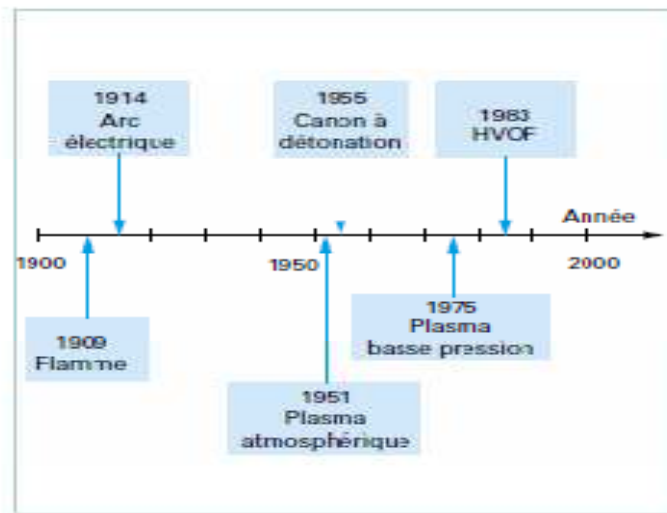 1914
Arc
électrique
1955
Canon à
détonation
1983
HVOF
Année
1900
1950
2000
1909
Flamme
1951
Plasma
atmosphérique
1975
Plasma
basse pression